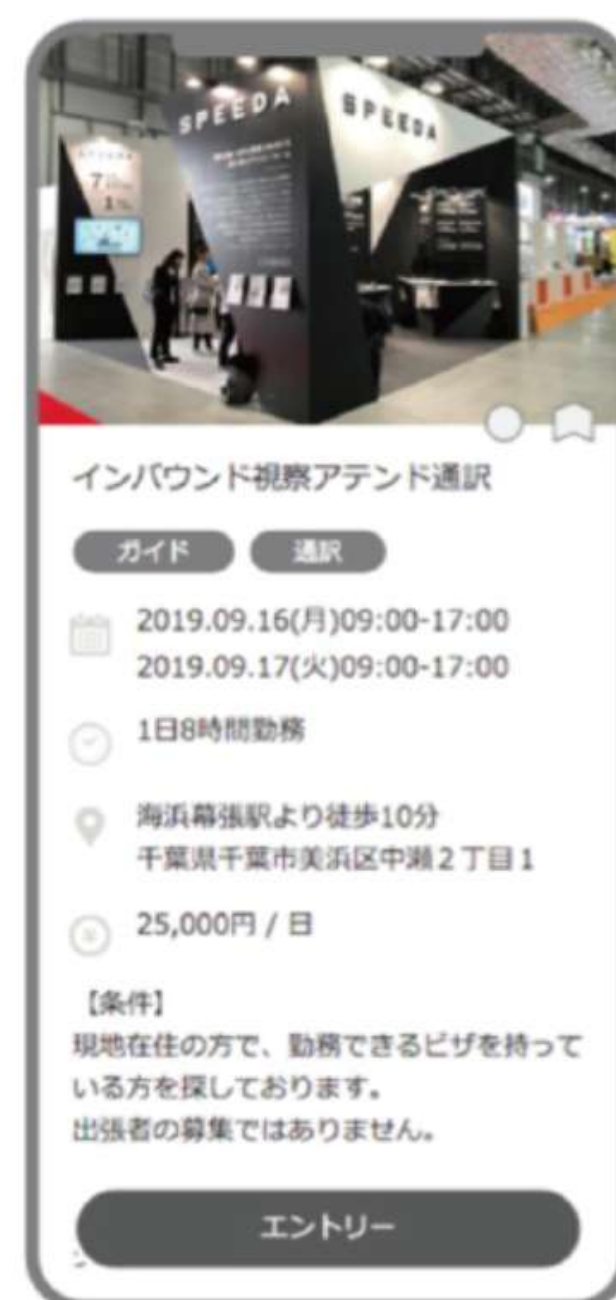 SPEEDA
SPEEDA
7
1
インバウンド視察アテンド通訳
ガイド
通訳
2019.09.16(月)09:00-17:00
2019.09.17(火)09:00-17:00
1日8時間勤務
海浜幕張駅より徒歩10分
千葉県千葉市美浜区中瀬2丁目1
25,000円 / 日
【条件】
現地在住の方で、勤務できるビザを持って
いる方を探しております。
出張者の募集ではありません。
エントリー